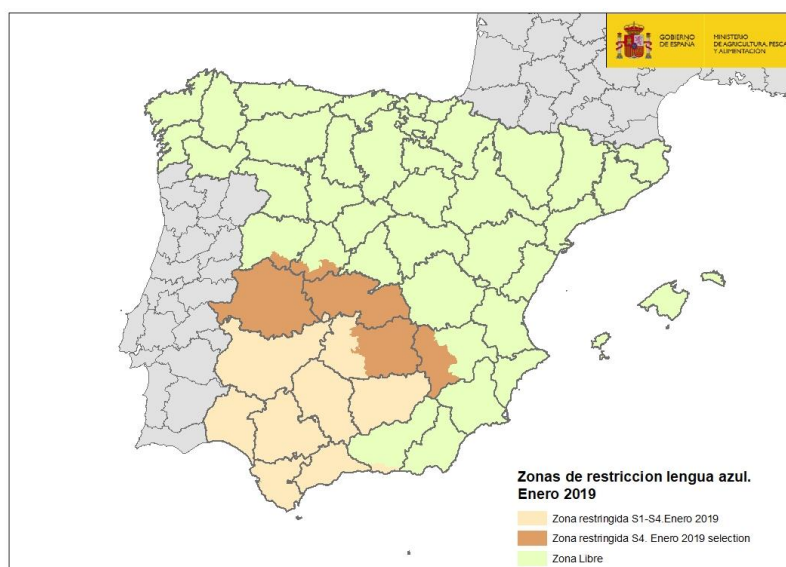 GOBIERNO
DE ESPAÑA
MINISTERIO
DE AGRICULTURA, PESCA
Y ALIMENTACIÓN
Zonas de restriccion lengua azul.
Enero 2019
Zona restringida S1-S4.Enero 2019
Zona restringida S4. Enero 2019 selection
Zona Libre